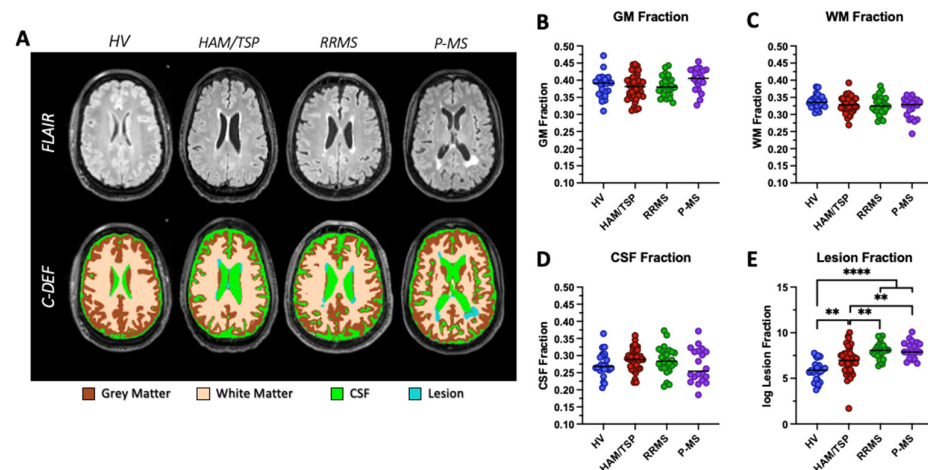 A
HV HAM/TSP RRMS P-MS
FLAIR
C-DEF
Grey Matter White Matter CSF Lesion
B
GM Fraction
GM Fraction
0.50
0.45
0.40
0.35
0.30
0.25
0.20
0.15
0.10
HV HAM/TSP RRMS P-MS
C
WM Fraction
WM Fraction
0.50
0.45
0.40
0.35
0.30
0.25
0.20
0.15
0.10
HV HAM/TSP RRMS P-MS
D
CSF Fraction
CSF Fraction
0.50
0.45
0.40
0.35
0.30
0.25
0.20
0.15
0.10
HV HAM/TSP RRMS P-MS
E
Lesion Fraction
log Lesion Fraction
15
10
5
0
****
**
** **
HV HAM/TSP RRMS P-MS